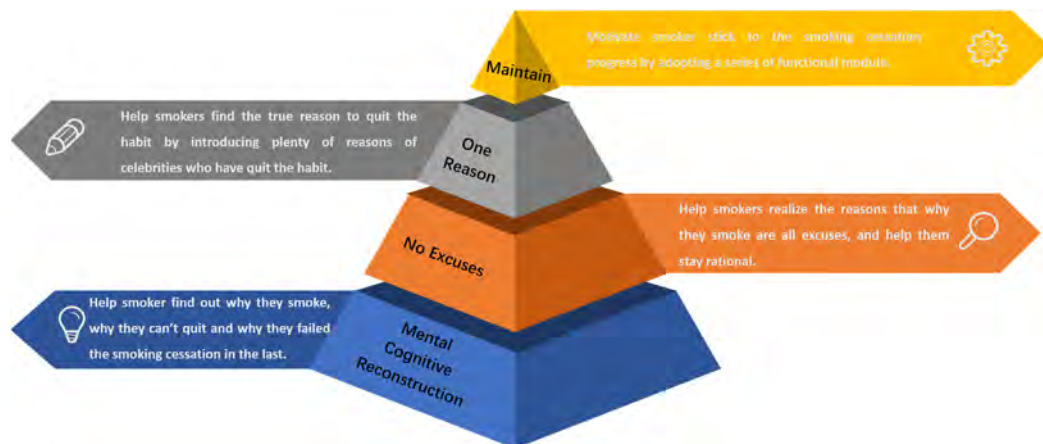 Motivate smoker stick to the smoking cessation
progress by adopting a series of functional module.
Maintain
Help smokers find the true reason to quit the
habit by introducing plenty of reasons of
celebrities who have quit the habit.
One
Reason
Help smokers realize the reasons that why
they smoke are all excuses, and help them
stay rational.
No Excuses
Help smoker find out why they smoke,
why they can't quit and why they failed
the smoking cessation in the last.
Mental
Cognitive
Reconstruction